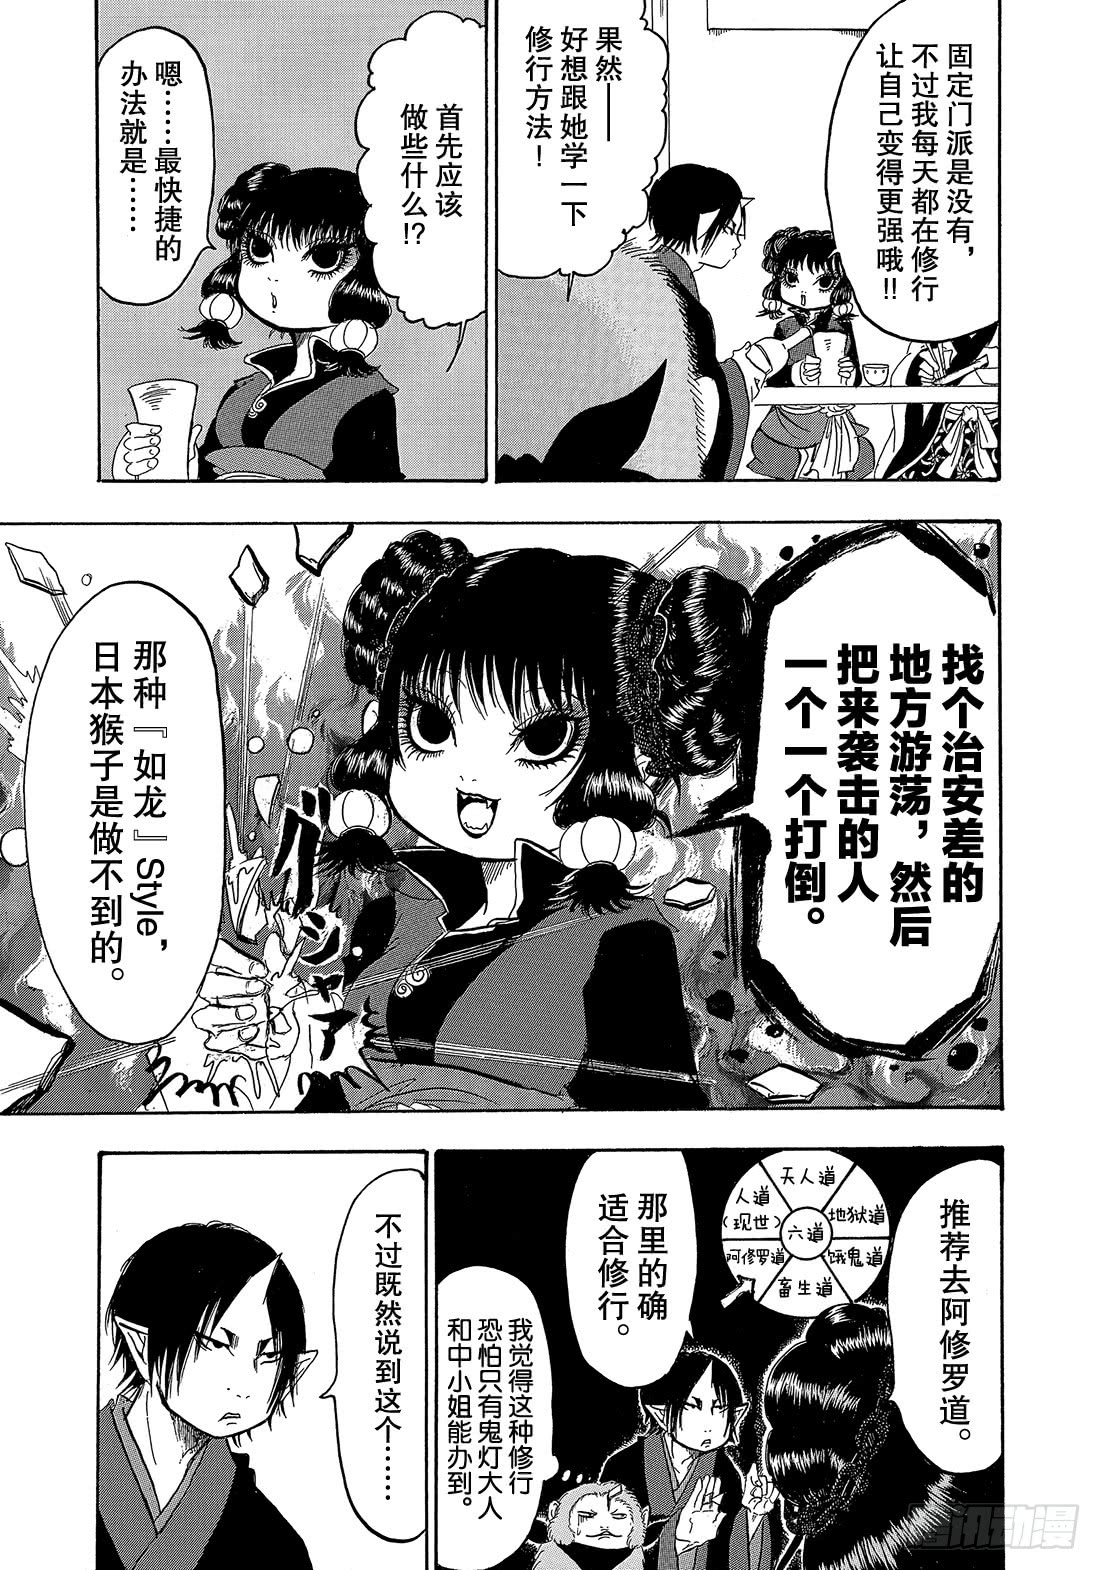 固定门派是没有，
不过我每天都在修行
让自己变得更强哦!!
果然——
好想跟她学一下
修行方法！
首先应该
做些什么!?
嗯……最快捷的
办法就是……
找个治安差的
地方游荡，然后
把来袭击的人
一个一个打倒。
バ
シャア
那种『如龙』Style，
日本猴子是做不到的。
推荐去阿修罗道。
天人道
人道
（现世）
地狱道
六道
阿修罗道
饿鬼道
畜生道
那里的确
适合修行。
我觉得这种修行
恐怕只有鬼灯大人
和中小姐能办到。
不过既然说到这个……
腾讯动漫